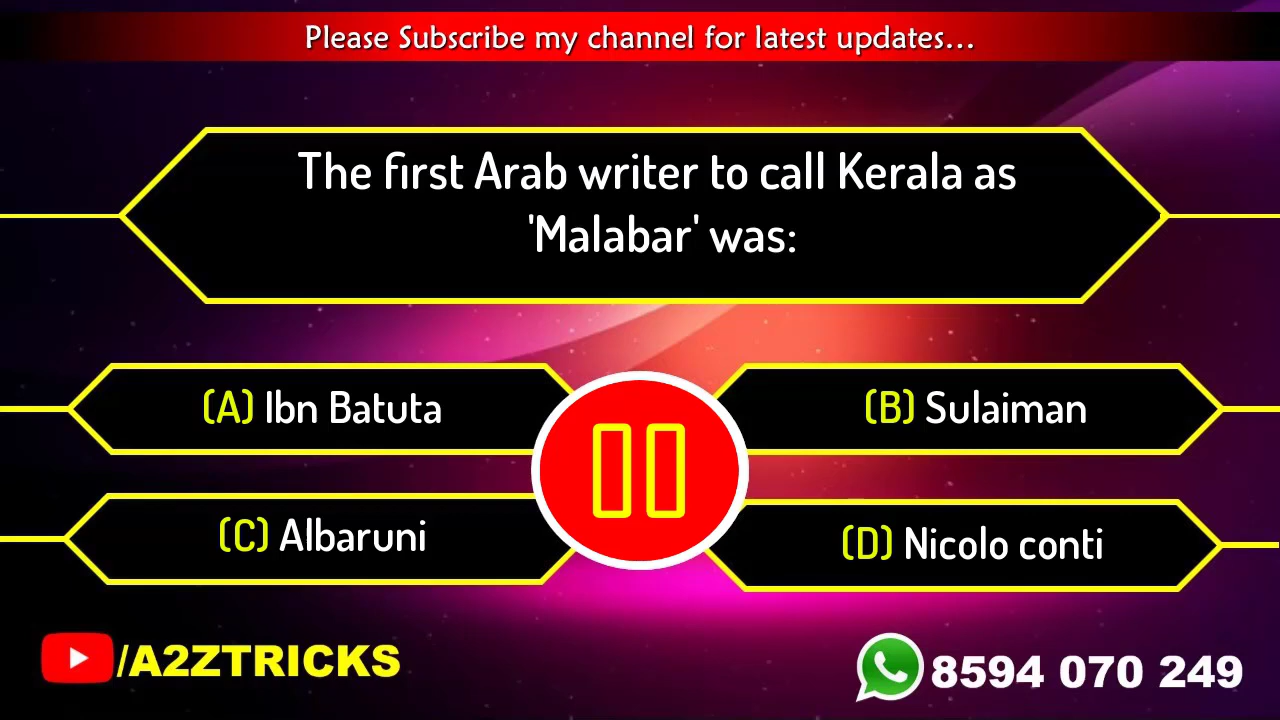 Please Subscribe my channel for latest updates...
The first Arab writer to call Kerala as
'Malabar' was:
(A) Ibn Batuta
(B) Sulaiman
(C) Albaruni
(D) Nicolo conti
/A2ZTRICKS
8594 070 249